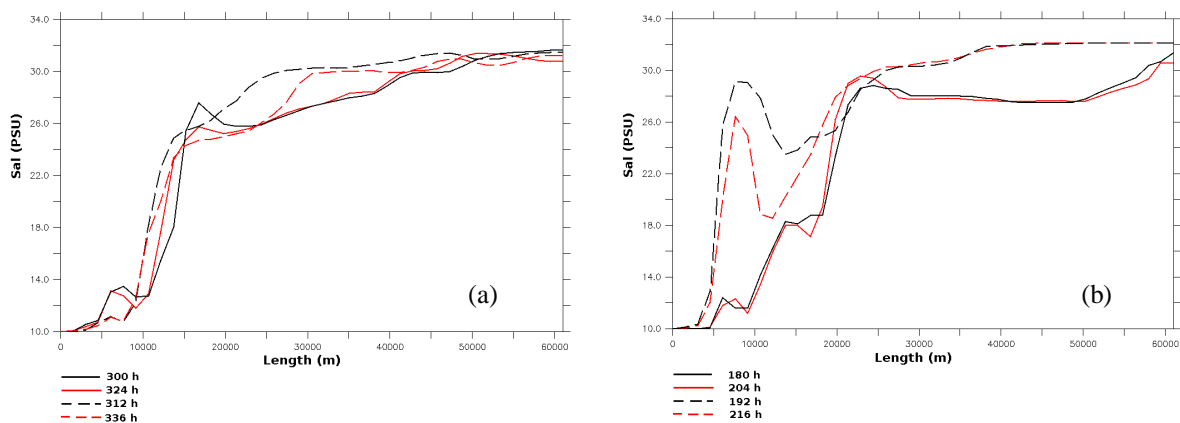 34.0
30.0
26.0
22.0
18.0
14.0
10.0
Sal (PSU)
0 10000 20000 30000 40000 50000 60000
Length (m)
(a)
300 h
324 h
312 h
336 h
34.0
30.0
26.0
22.0
18.0
14.0
10.0
Sal (PSU)
0 10000 20000 30000 40000 50000 60000
Length (m)
(b)
180 h
204 h
192 h
216 h